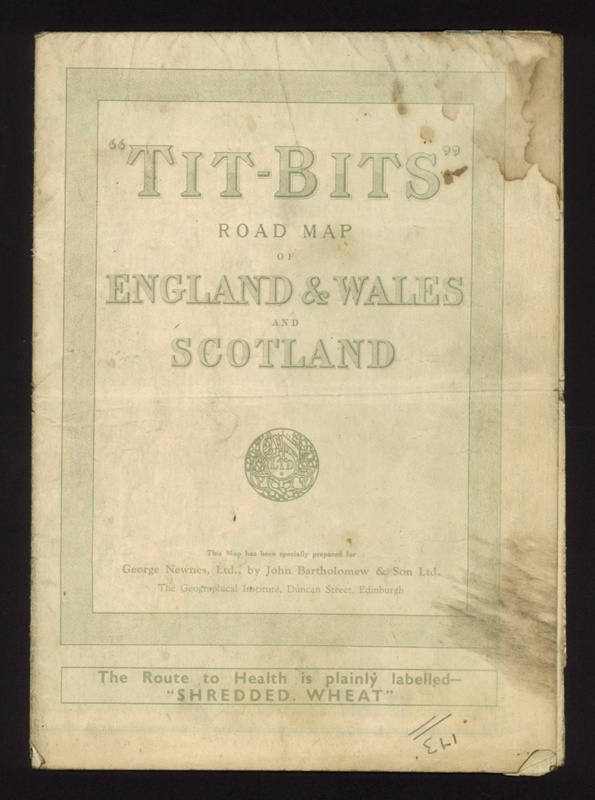 “TIT-BITS”
ROAD MAP
OF
ENGLAND & WALES
AND
SCOTLAND
LTD
This Map has been specially prepared for
George Newnes, Ltd., by John Bartholomew & Son Ltd.
The Geographical Institute, Duncan Street, Edinburgh
The Route to Health is plainly labelled—
“SHREDDED WHEAT”